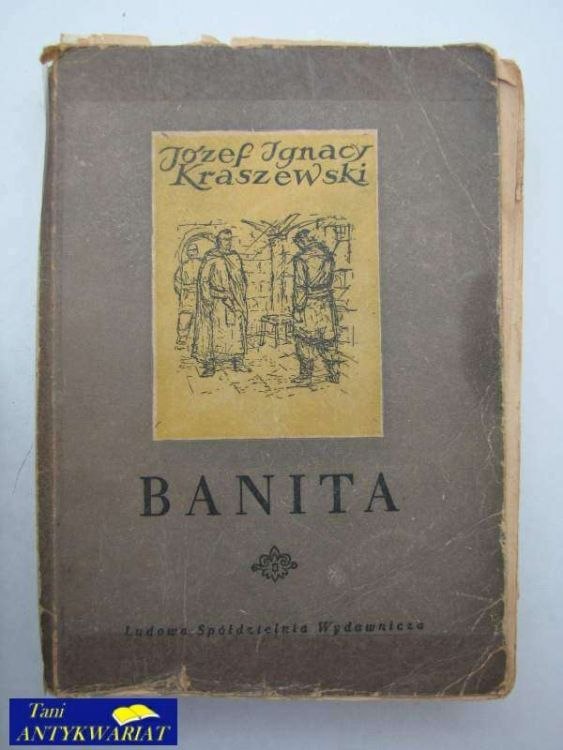 Józef Ignacy
Kraszewski
BANITA
Ludowa Spółdzielnia Wydawnicza
Tani
ANTYKWARIAT